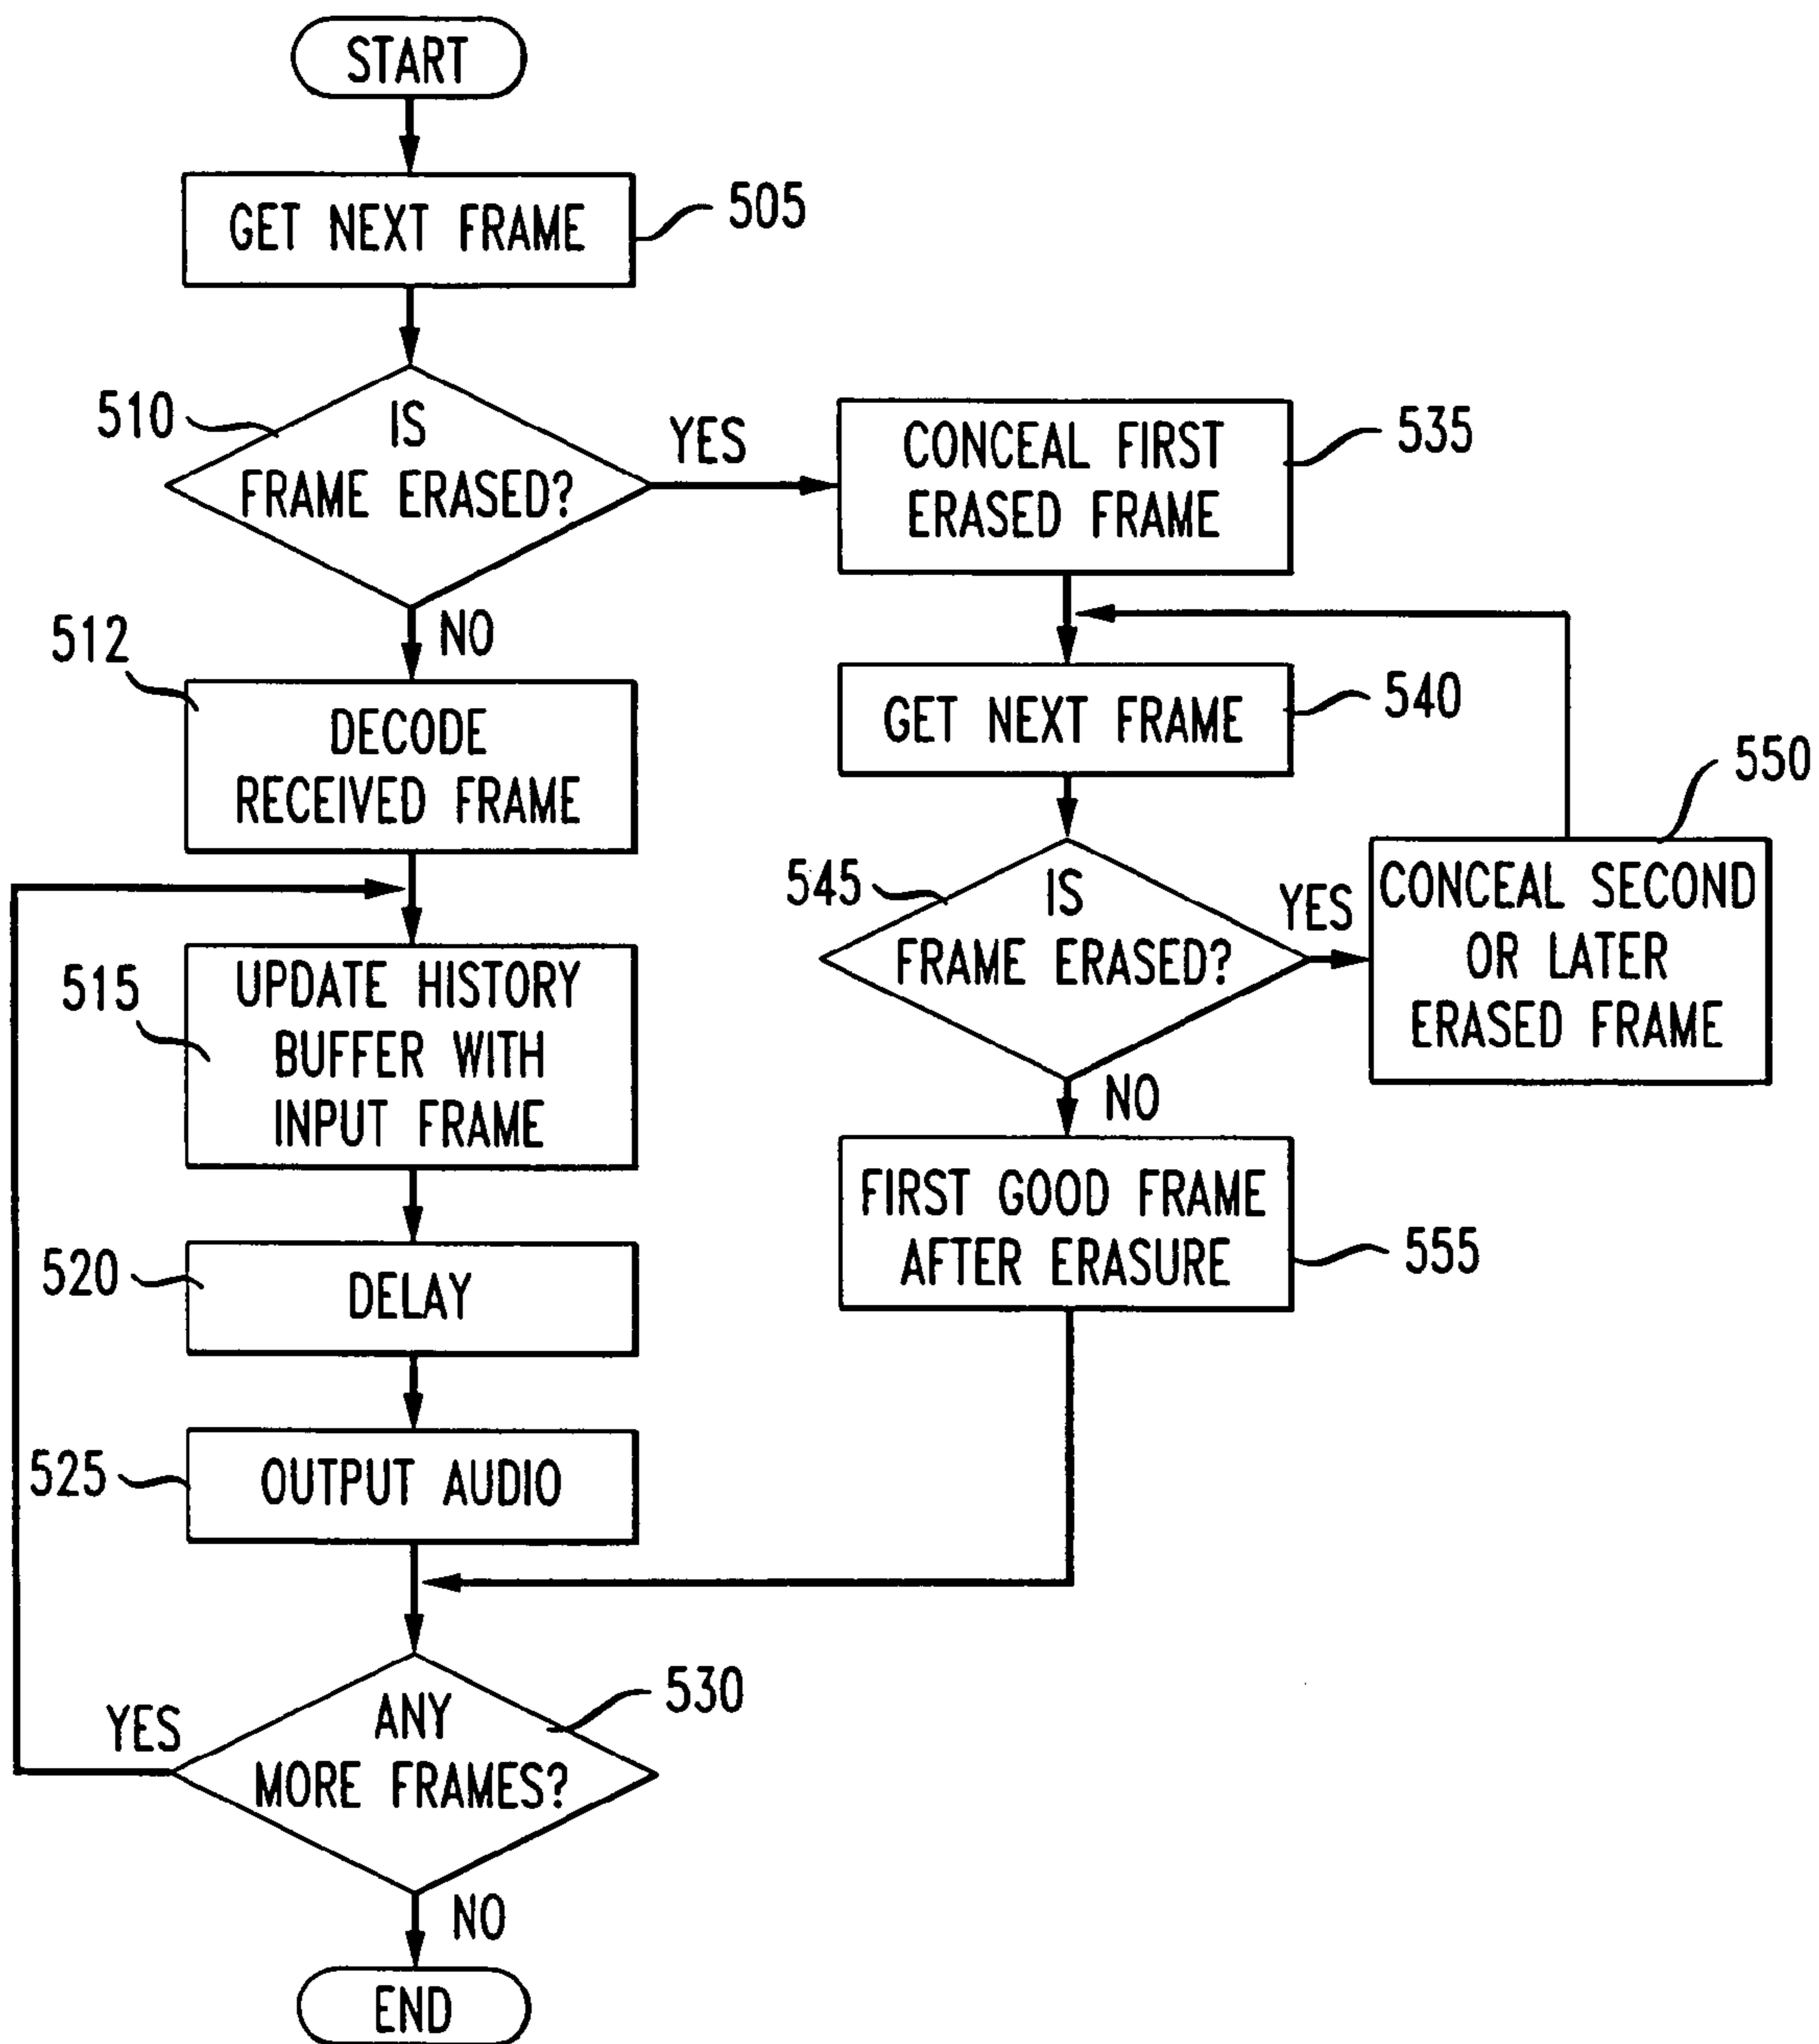 START
GET NEXT FRAME
505
510
IS
FRAME ERASED?
YES
NO
CONCEAL FIRST
ERASED FRAME
535
512
DECODE
RECEIVED FRAME
GET NEXT FRAME
540
550
545
IS
FRAME ERASED?
YES
NO
CONCEAL SECOND
OR LATER
ERASED FRAME
515
UPDATE HISTORY
BUFFER WITH
INPUT FRAME
FIRST GOOD FRAME
AFTER ERASURE
555
520
DELAY
525
OUTPUT AUDIO
530
ANY
MORE FRAMES?
YES
NO
END